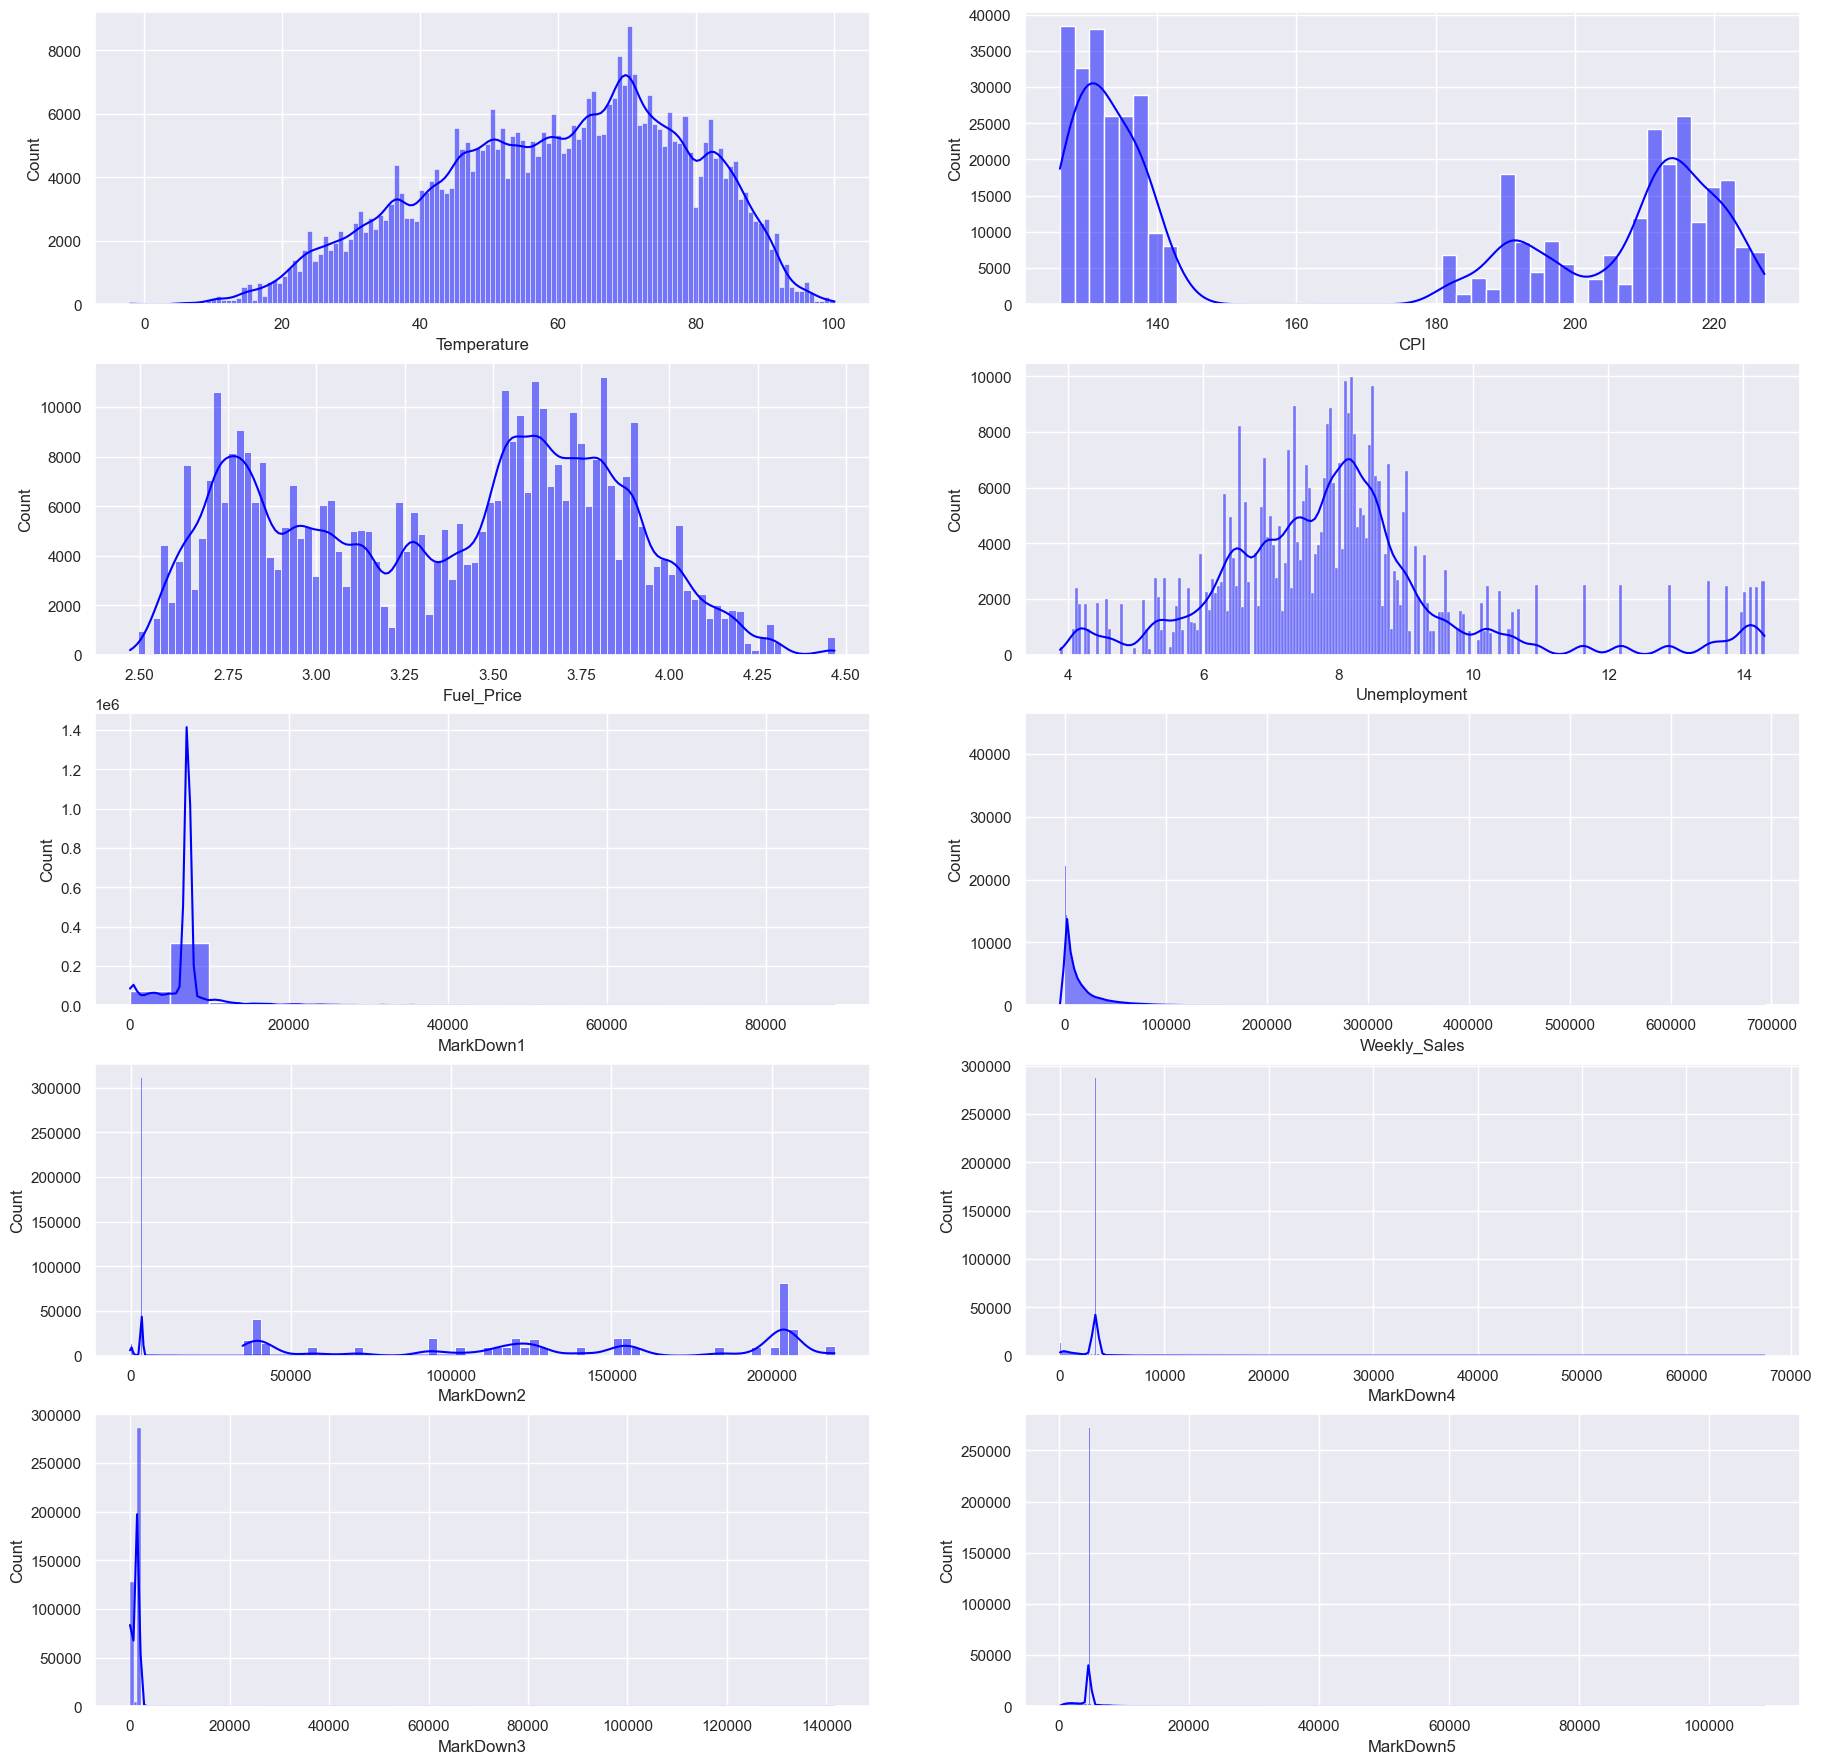 8000
6000
4000
2000
0
Count
0 20 40 60 80 100
Temperature
40000
35000
30000
25000
20000
15000
10000
5000
0
Count
140 160 180 200 220
CPI
10000
8000
6000
4000
2000
0
Count
2.50 2.75 3.00 3.25 3.50 3.75 4.00 4.25 4.50
Fuel_Price
10000
8000
6000
4000
2000
0
Count
4 6 8 10 12 14
Unemployment
1e6
1.4
1.2
1.0
0.8
0.6
0.4
0.2
0.0
Count
0 20000 40000 60000 80000
MarkDown1
40000
30000
20000
10000
0
Count
0 100000 200000 300000 400000 500000 600000 700000
Weekly_Sales
300000
250000
200000
150000
100000
50000
0
Count
0 50000 100000 150000 200000
MarkDown2
300000
250000
200000
150000
100000
50000
0
Count
0 10000 20000 30000 40000 50000 60000 70000
MarkDown4
300000
250000
200000
150000
100000
50000
0
Count
0 20000 40000 60000 80000 100000 120000 140000
MarkDown3
250000
200000
150000
100000
50000
0
Count
0 20000 40000 60000 80000 100000
MarkDown5